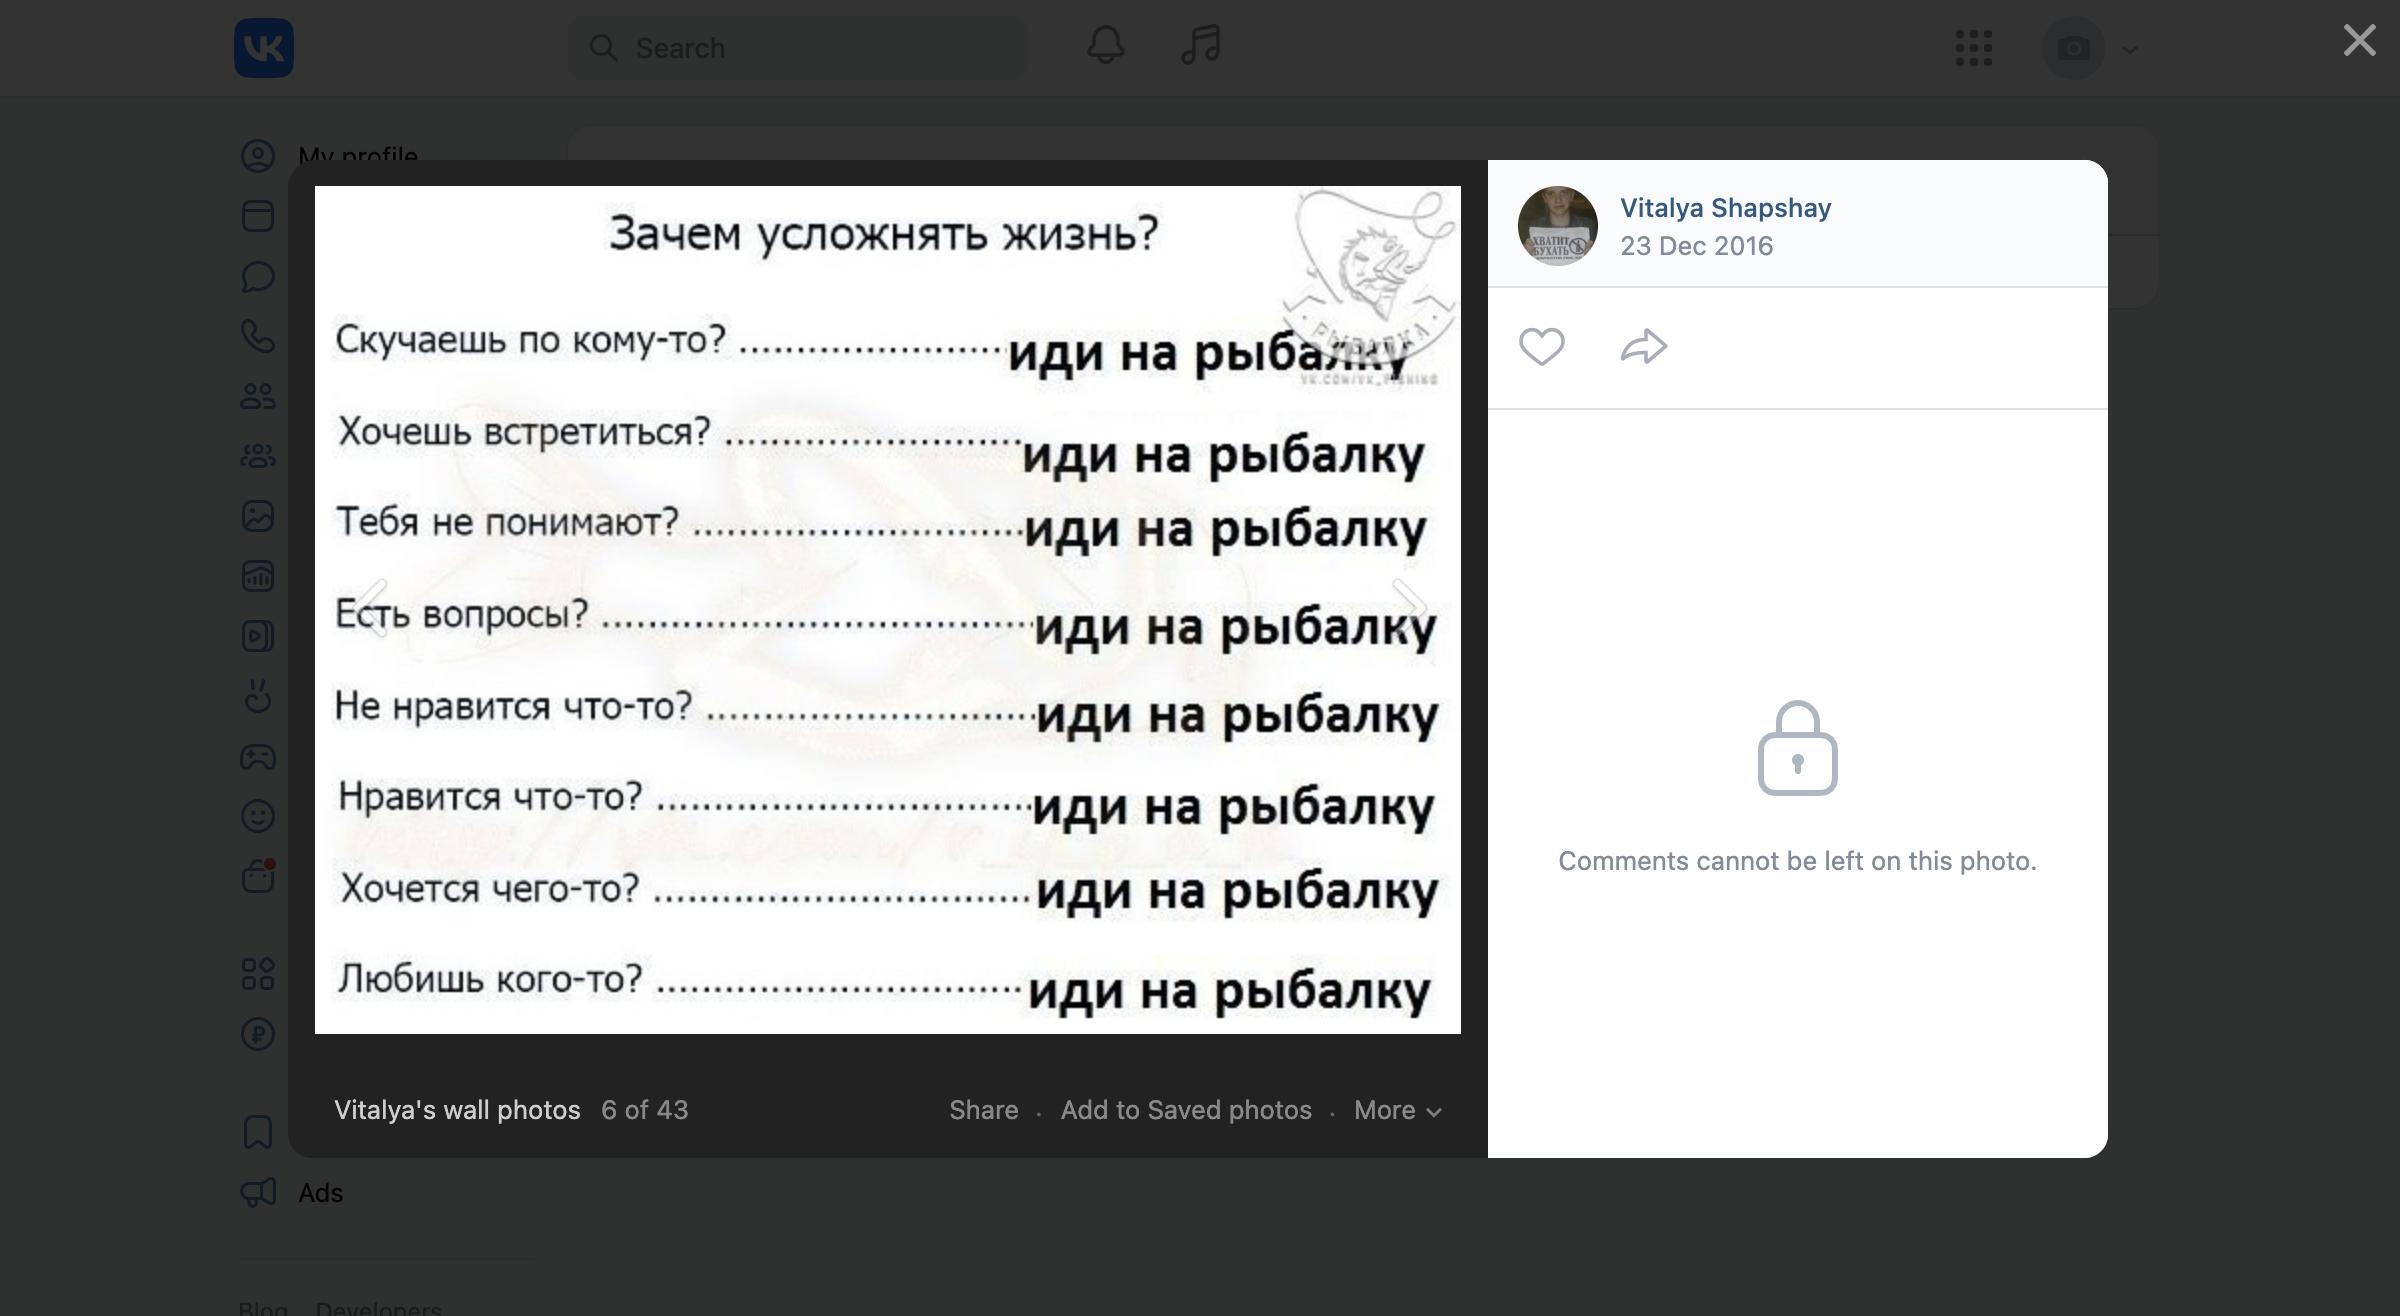 Search
My profile
Зачем усложнять жизнь?
РЫБАЛКА
Скучаешь по кому-то? ........................ иди на рыбалку
Хочешь встретиться? .......................... иди на рыбалку
Тебя не понимают? ............................. иди на рыбалку
Есть вопросы? ...................................... иди на рыбалку
Не нравится что-то? ............................. иди на рыбалку
Нравится что-то? ................................. иди на рыбалку
Хочется чего-то? ................................. иди на рыбалку
Любишь кого-то? ................................ иди на рыбалку
Vitalya's wall photos 6 of 43
Share · Add to Saved photos · More
Vitalya Shapshay
23 Dec 2016
ХВАТИТ
БУХАТЬ
Comments cannot be left on this photo.
Ads
Blog Developers